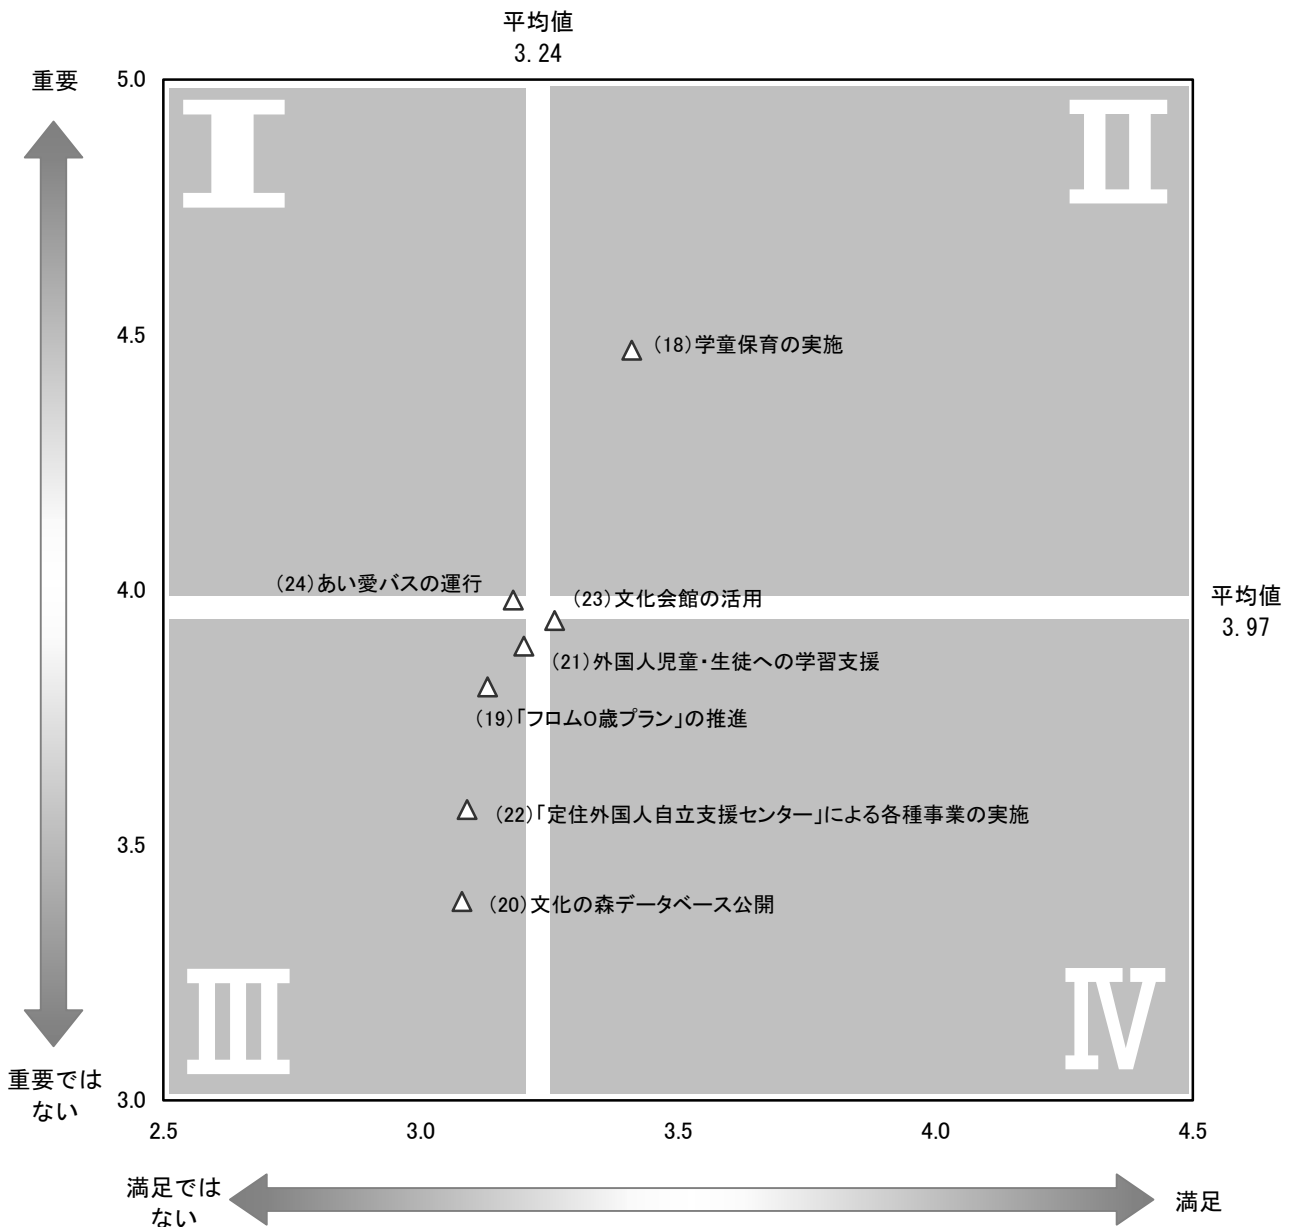 平均値
3.24
重要
5.0
Ⅰ
Ⅱ
4.5
(18)学童保育の実施
4.0
(24)あい愛バスの運行
(23)文化会館の活用
平均値
3.97
(21)外国人児童・生徒への学習支援
(19)「フロム0歳プラン」の推進
(22)「定住外国人自立支援センター」による各種事業の実施
3.5
(20)文化の森データベース公開
Ⅲ
Ⅳ
重要では
ない
3.0
2.5
3.0
3.5
4.0
4.5
満足では
ない
満足